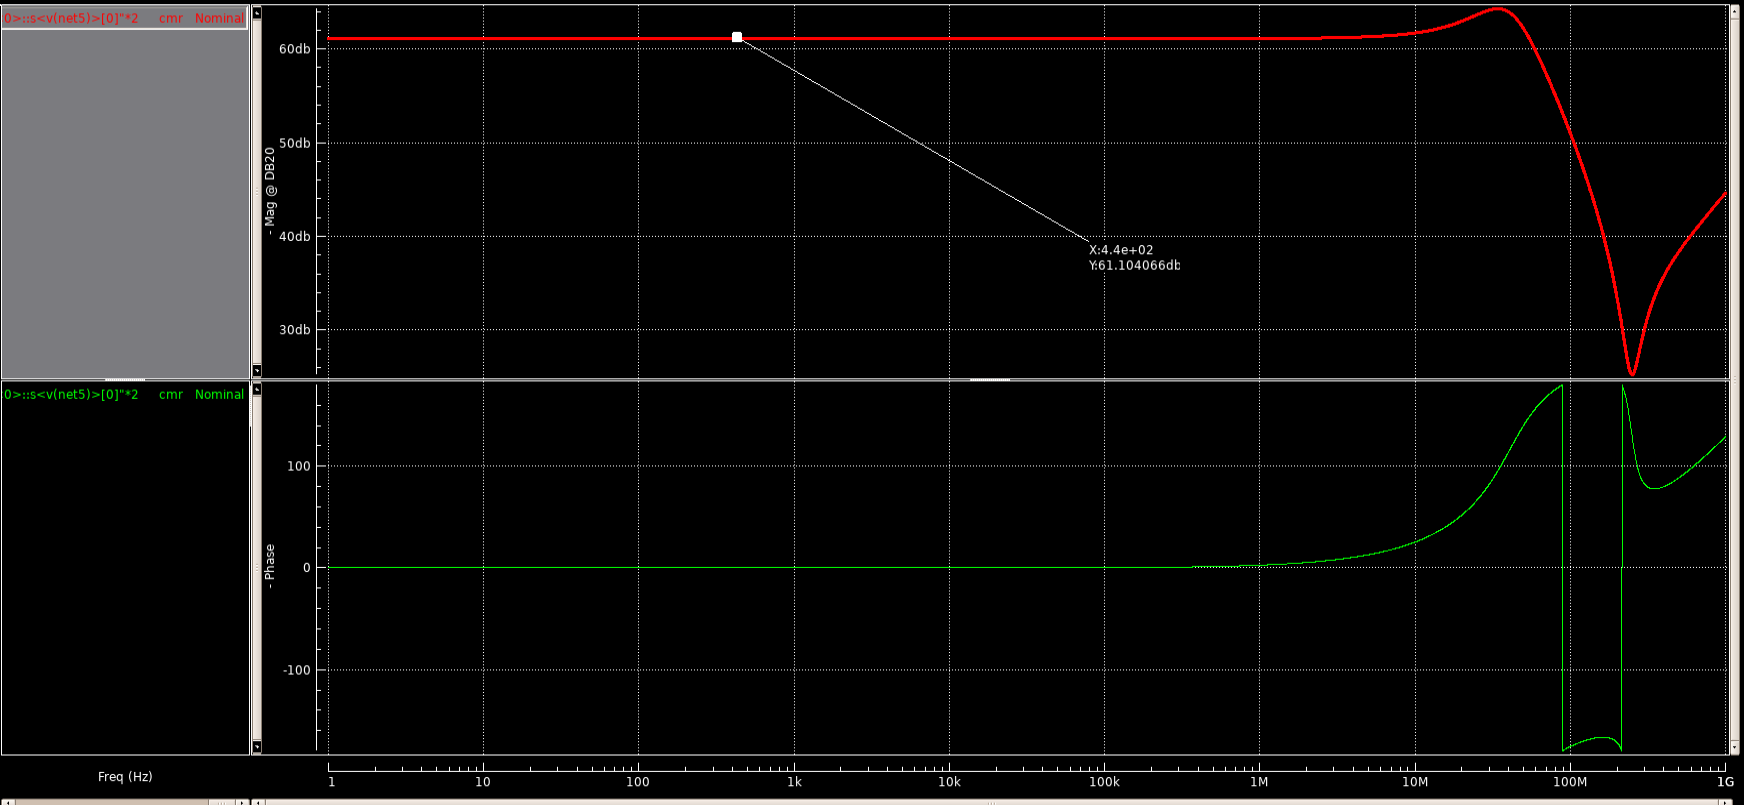 0>::s<v(net5)>[0]"*2 cmr Nominal
60db
50db
40db
30db
- Mag @ DB20
X:4.4e+02
Y:61.104066db
0>::s<v(net5)>[0]"*2 cmr Nominal
100
0
-100
- Phase
Freq (Hz)
1 10 100 1k 10k 100k 1M 10M 100M 1G